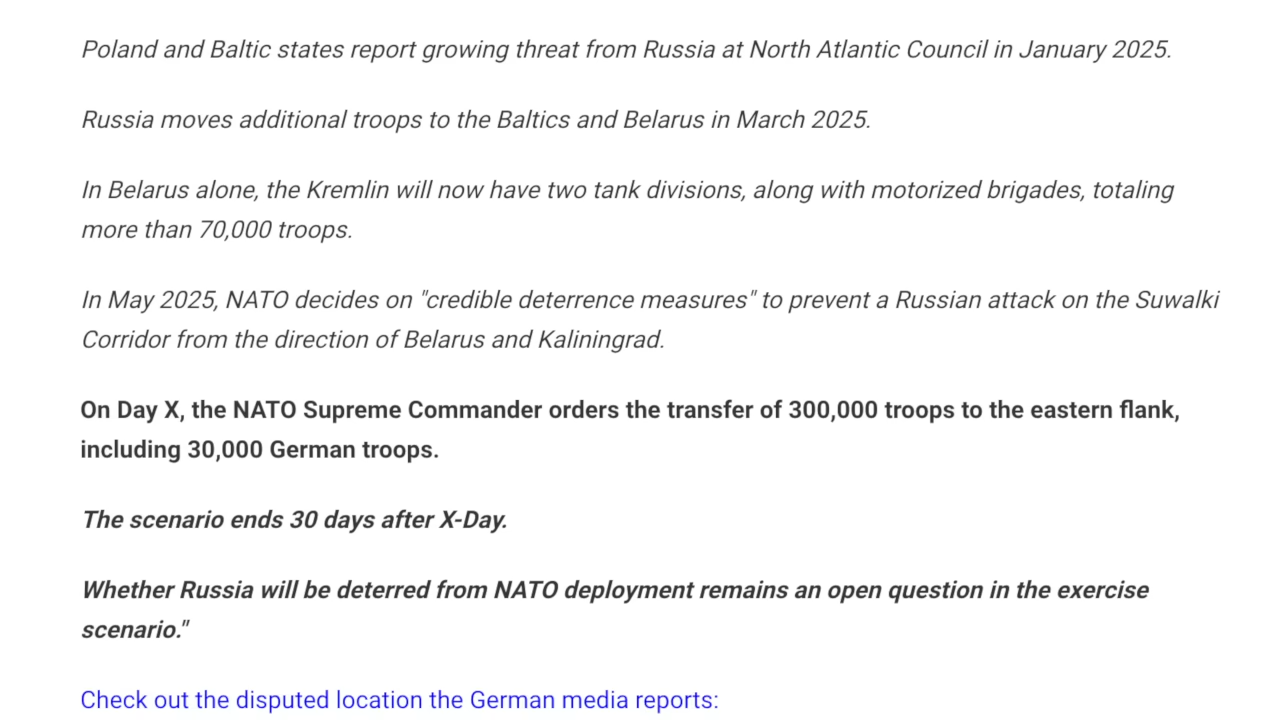 Poland and Baltic states report growing threat from Russia at North Atlantic Council in January 2025.
Russia moves additional troops to the Baltics and Belarus in March 2025.
In Belarus alone, the Kremlin will now have two tank divisions, along with motorized brigades, totaling
more than 70,000 troops.
In May 2025, NATO decides on "credible deterrence measures" to prevent a Russian attack on the Suwalki
Corridor from the direction of Belarus and Kaliningrad.
On Day X, the NATO Supreme Commander orders the transfer of 300,000 troops to the eastern flank,
including 30,000 German troops.
The scenario ends 30 days after X-Day.
Whether Russia will be deterred from NATO deployment remains an open question in the exercise
scenario."
Check out the disputed location the German media reports: